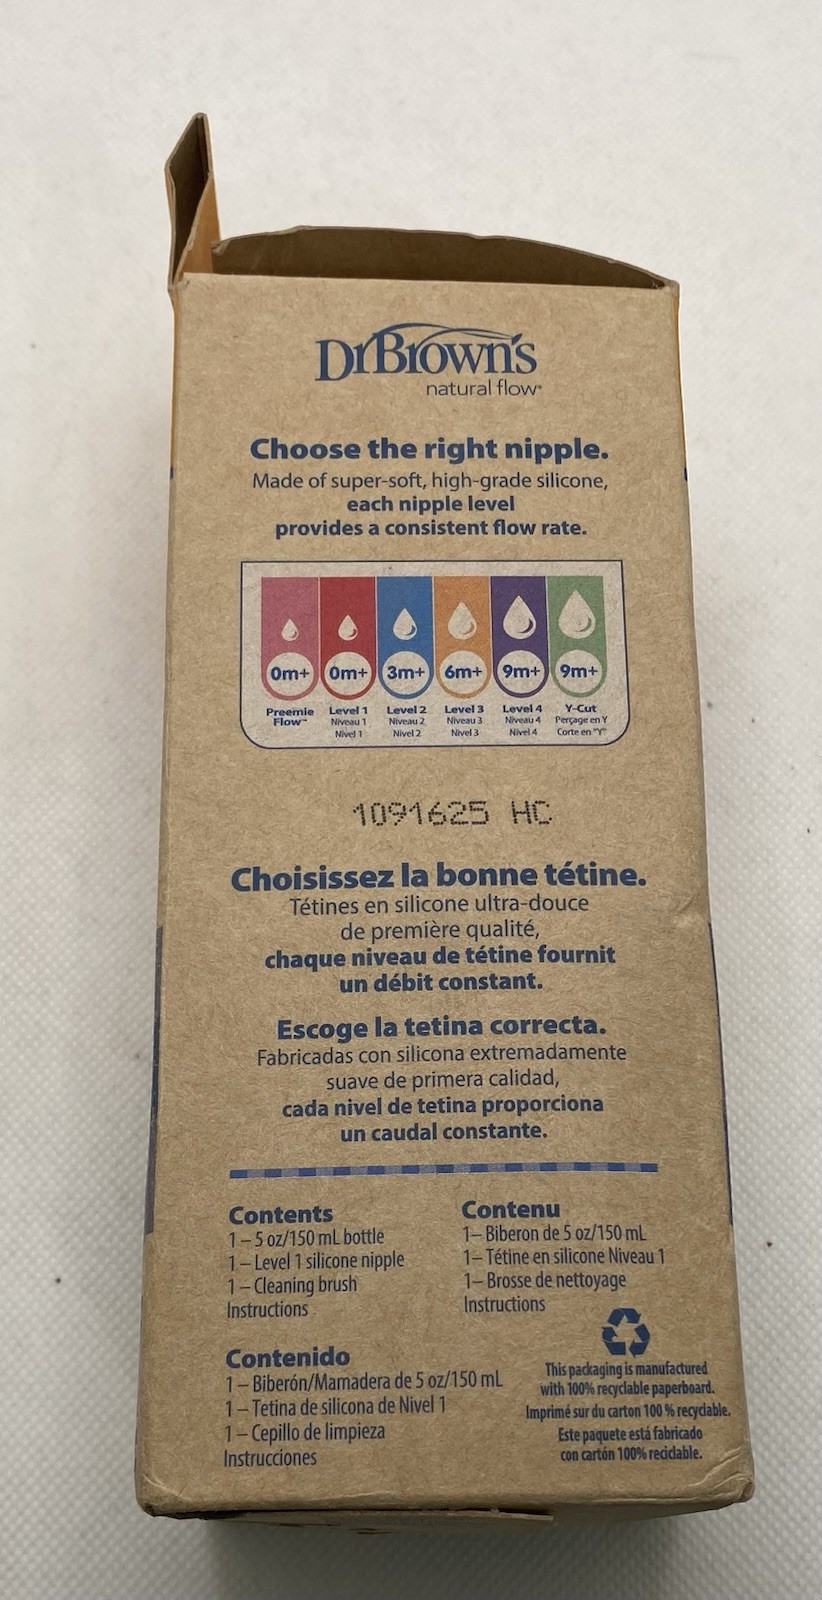 Dr Brown's
natural flow®
Choose the right nipple.
Made of super-soft, high-grade silicone,
each nipple level
provides a consistent flow rate.
0m+ 0m+ 3m+ 6m+ 9m+ 9m+
Preemie Flow™ Level 1 Level 2 Level 3 Level 4 Y-Cut
Niveau 1 Niveau 2 Niveau 3 Niveau 4 Perçage en Y
Nivel 1 Nivel 2 Nivel 3 Nivel 4 Corte en "Y"
1091625 HC
Choisissez la bonne tétine.
Tétines en silicone ultra-douce
de première qualité,
chaque niveau de tétine fournit
un débit constant.
Escoge la tetina correcta.
Fabricadas con silicona extremadamente
suave de primera calidad,
cada nivel de tetina proporciona
un caudal constante.
Contents
1 – 5 oz/150 mL bottle
1 – Level 1 silicone nipple
1 – Cleaning brush
Instructions
Contenu
1– Biberon de 5 oz/150 mL
1– Tétine en silicone Niveau 1
1– Brosse de nettoyage
Instructions
Contenido
1 – Biberón/Mamadera de 5 oz/150 mL
1 – Tetina de silicona de Nivel 1
1 – Cepillo de limpieza
Instrucciones
This packaging is manufactured
with 100% recyclable paperboard.
Imprimé sur du carton 100 % recyclable.
Este paquete está fabricado
con cartón 100% reciclable.